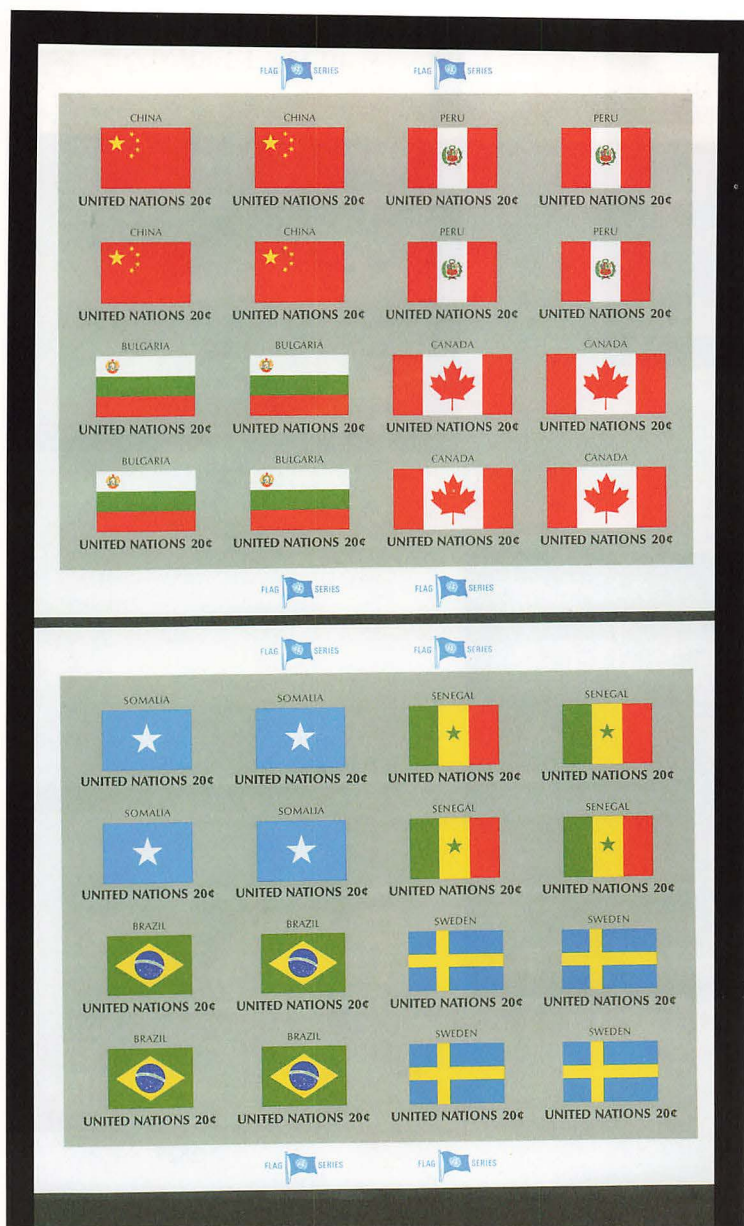 FLAG SERIES FLAG SERIES
CHINA CHINA PERU PERU
UNITED NATIONS 20¢ UNITED NATIONS 20¢ UNITED NATIONS 20¢ UNITED NATIONS 20¢
CHINA CHINA PERU PERU
UNITED NATIONS 20¢ UNITED NATIONS 20¢ UNITED NATIONS 20¢ UNITED NATIONS 20¢
BULGARIA BULGARIA CANADA CANADA
UNITED NATIONS 20¢ UNITED NATIONS 20¢ UNITED NATIONS 20¢ UNITED NATIONS 20¢
BULGARIA BULGARIA CANADA CANADA
UNITED NATIONS 20¢ UNITED NATIONS 20¢ UNITED NATIONS 20¢ UNITED NATIONS 20¢
FLAG SERIES FLAG SERIES
FLAG SERIES FLAG SERIES
SOMALIA SOMALIA SENEGAL SENEGAL
UNITED NATIONS 20¢ UNITED NATIONS 20¢ UNITED NATIONS 20¢ UNITED NATIONS 20¢
SOMALIA SOMALIA SENEGAL SENEGAL
UNITED NATIONS 20¢ UNITED NATIONS 20¢ UNITED NATIONS 20¢ UNITED NATIONS 20¢
BRAZIL BRAZIL SWEDEN SWEDEN
UNITED NATIONS 20¢ UNITED NATIONS 20¢ UNITED NATIONS 20¢ UNITED NATIONS 20¢
BRAZIL BRAZIL SWEDEN SWEDEN
UNITED NATIONS 20¢ UNITED NATIONS 20¢ UNITED NATIONS 20¢ UNITED NATIONS 20¢
FLAG SERIES FLAG SERIES